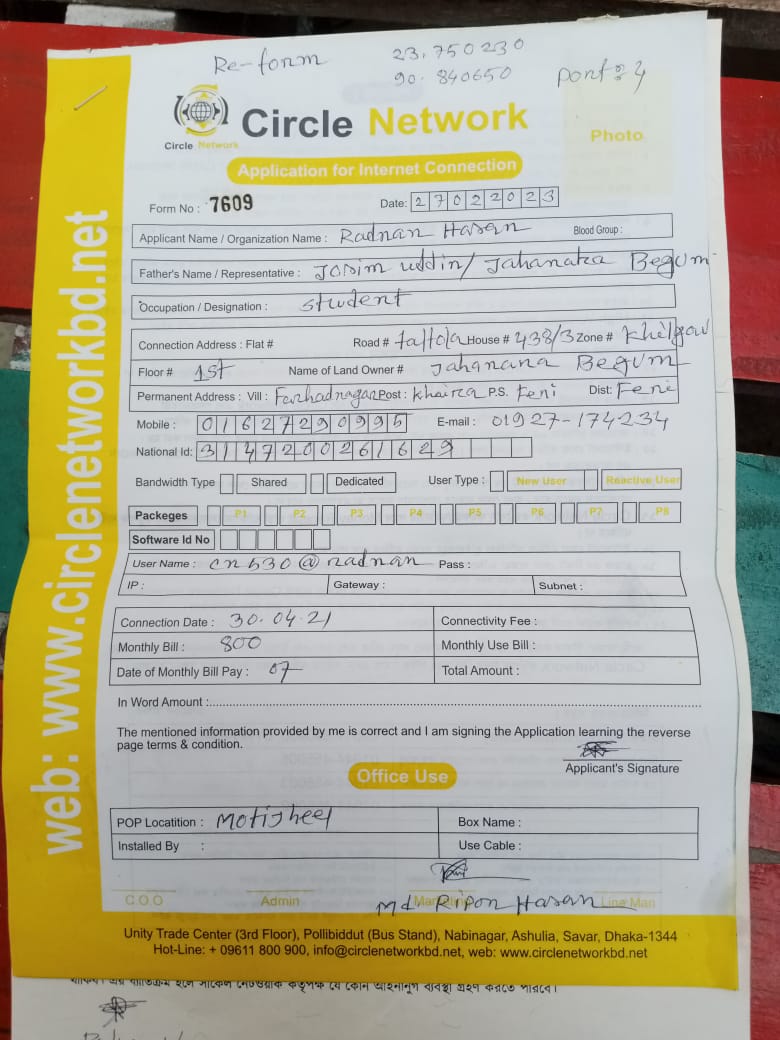 Re-form
23.750230
90.840650
Port: 4
Circle Network
Circle Network
Photo
Application for Internet Connection
Form No : 7609
Date: 27022023
Applicant Name / Organization Name : Radnan Hasan Blood Group :
Father's Name / Representative : Josim uddin / Jahanara Begum
Occupation / Designation : Student
Connection Address : Flat # Road # taltola House # 438/3 Zone # Khilgau
Floor # 1st Name of Land Owner # Jahanana Begum
Permanent Address : Vill : Farhadnagar Post : Khaira P.S. Feni Dist: Feni
Mobile : 01627290995 E-mail : 01927-174234
National Id: 3147200261629
Bandwidth Type Shared Dedicated User Type : New User Reactive User
Packeges P1 P2 P3 P4 P5 P6 P7 P8
Software Id No
User Name : cn530@radnan Pass :
IP : Gateway : Subnet :
Connection Date : 30.04.21 Connectivity Fee :
Monthly Bill : 800 Monthly Use Bill :
Date of Monthly Bill Pay : 07 Total Amount :
In Word Amount :
The mentioned information provided by me is correct and I am signing the Application learning the reverse
page terms & condition.
Applicant's Signature
Office Use
POP Locatition : Motijheel Box Name :
Installed By : Use Cable :
C.O.O Admin Line Man
Md Ripon Hasan
Unity Trade Center (3rd Floor), Pollibiddut (Bus Stand), Nabinagar, Ashulia, Savar, Dhaka-1344
Hot-Line: + 09611 800 900, info@circlenetworkbd.net, web: www.circlenetworkbd.net
web: www.circlenetworkbd.net